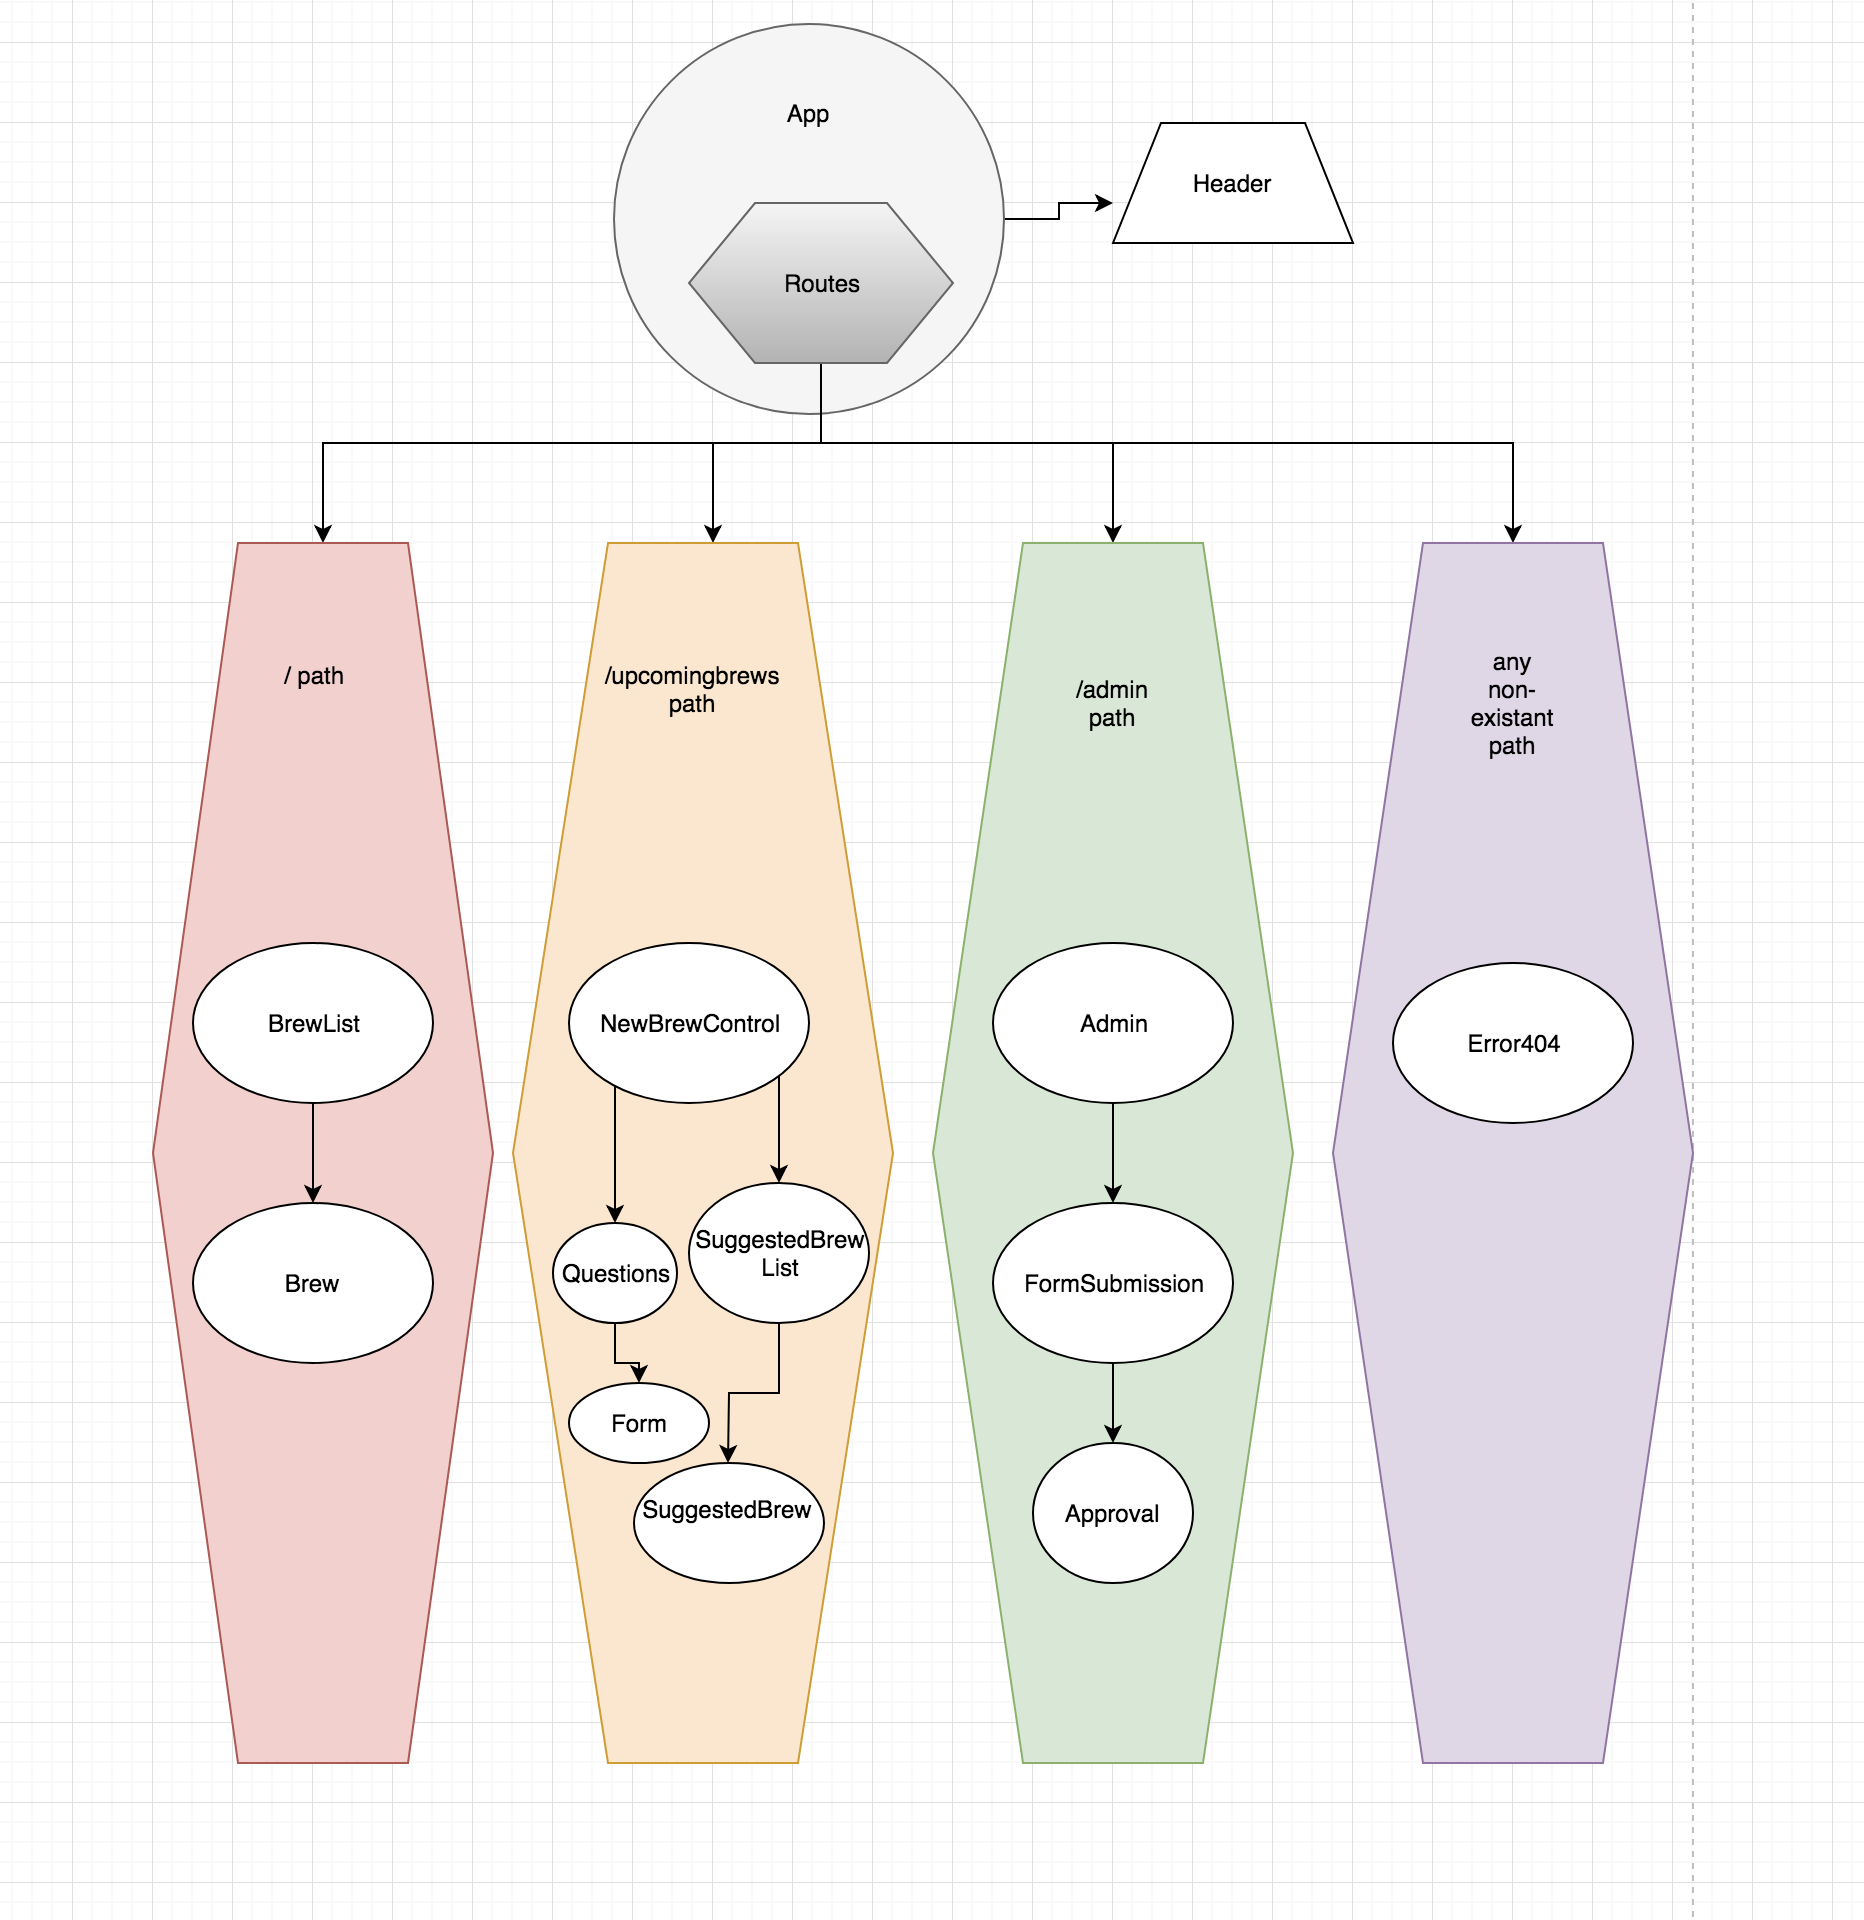 App
Header
Routes
/ path
/upcomingbrews
path
/admin
path
any
non-
existant
path
BrewList
NewBrewControl
Admin
Error404
Brew
Questions
SuggestedBrew
List
FormSubmission
Form
SuggestedBrew
Approval